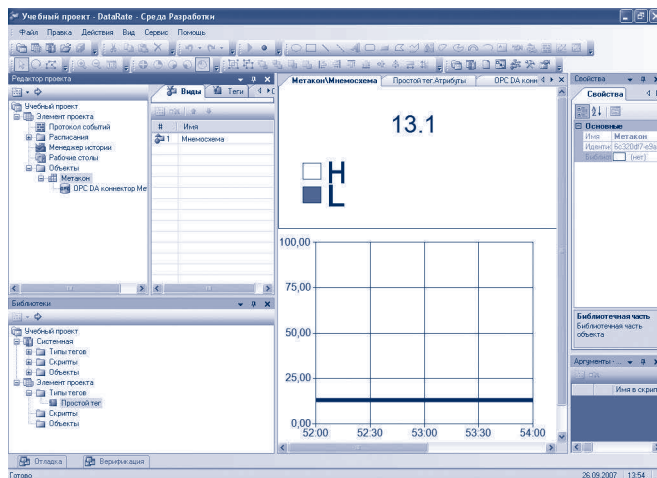 Учебный проект - DataRate - Среда Разработки
Файл Правка Действия Вид Сервис Помощь
Редактор проекта
Учебный проект
Элемент проекта
Протокол событий
Расписания
Менеджер истории
Рабочие столы
Объекты
Метакон
OPC DA коннектор Ме
Виды Теги
# Имя
1 Мнемосхема
Метакон\Мнемосхема Простой тег.Атрибуты OPC DA конн
13.1
H
L
100,00
75,00
50,00
25,00
0,00
52:00 52:30 53:00 53:30 54:00
Свойства
Свойства
Основные
Имя Метакон
Иденти 6c320df7-e9a
Библиот (нет)
Библиотечная часть
Библиотечная часть
объекта
Аргументы - ...
Имя в скрип
Библиотеки
Учебный проект
Системная
Типы тегов
Скрипты
Объекты
Элемент проекта
Типы тегов
Простой тег
Скрипты
Объекты
Отладка Верификация
Готово 26.09.2007 13:54